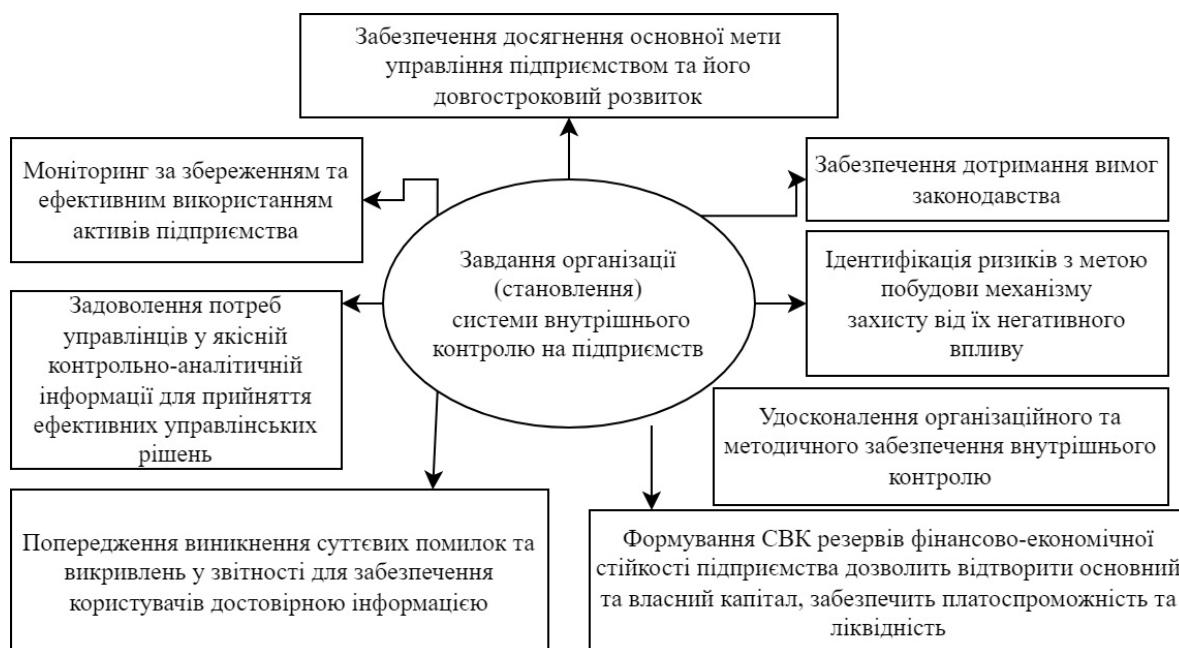 Забезпечення досягнення основної мети
управління підприємством та його
довгостроковий розвиток
Моніторинг за збереженням та
ефективним використанням
активів підприємства
Забезпечення дотримання вимог
законодавства
Завдання організації
(становлення)
системи внутрішнього
контролю на підприємств
Ідентифікація ризиків з метою
побудови механізму
захисту від їх негативного
впливу
Задоволення потреб
управлінців у якісній
контрольно-аналітичній
інформації для прийняття
ефективних управлінських
рішень
Удосконалення організаційного та
методичного забезпечення внутрішнього
контролю
Попередження виникнення суттєвих помилок та
викривлень у звітності для забезпечення
користувачів достовірною інформацією
Формування СВК резервів фінансово-економічної
стійкості підприємства дозволить відтворити основний
та власний капітал, забезпечить платоспроможність та
ліквідність